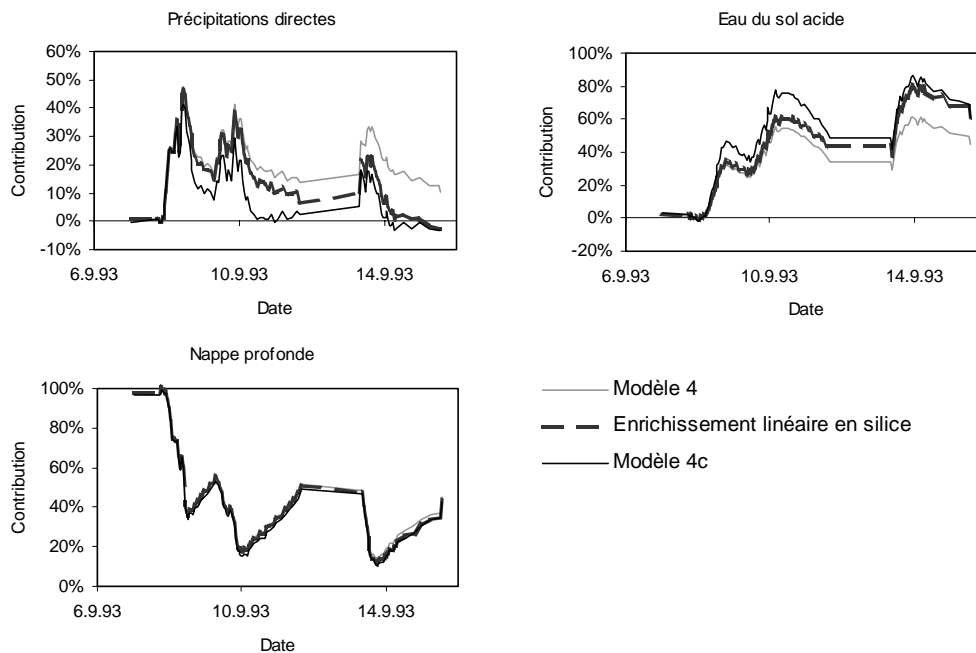 Précipitations directes
60%
50%
40%
30%
20%
10%
0%
-10%
Contribution
6.9.93 10.9.93 14.9.93
Date
Eau du sol acide
100%
80%
60%
40%
20%
0%
-20%
Contribution
6.9.93 10.9.93 14.9.93
Date
Nappe profonde
100%
80%
60%
40%
20%
0%
Contribution
6.9.93 10.9.93 14.9.93
Date
Modèle 4
Enrichissement linéaire en silice
Modèle 4c